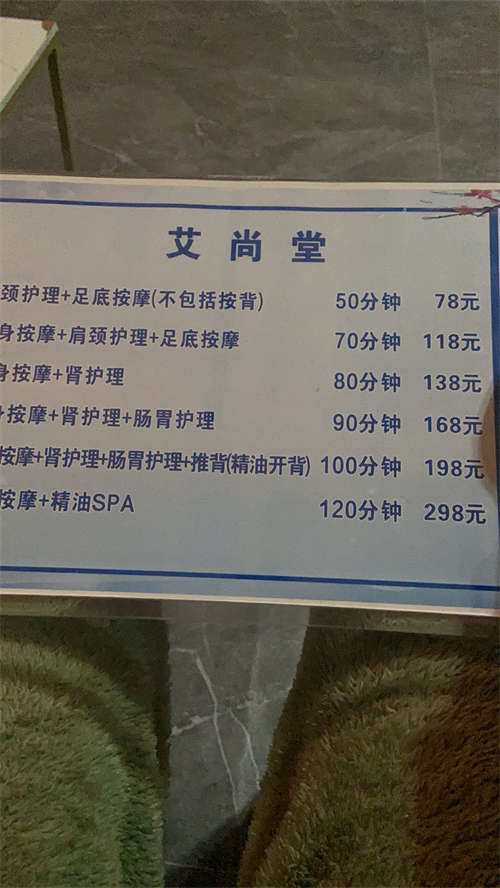 艾尚堂
颈护理+足底按摩(不包括按背) 50分钟 78元
身按摩+肩颈护理+足底按摩 70分钟 118元
身按摩+肾护理 80分钟 138元
身按摩+肾护理+肠胃护理 90分钟 168元
按摩+肾护理+肠胃护理+推背(精油开背) 100分钟 198元
按摩+精油SPA 120分钟 298元